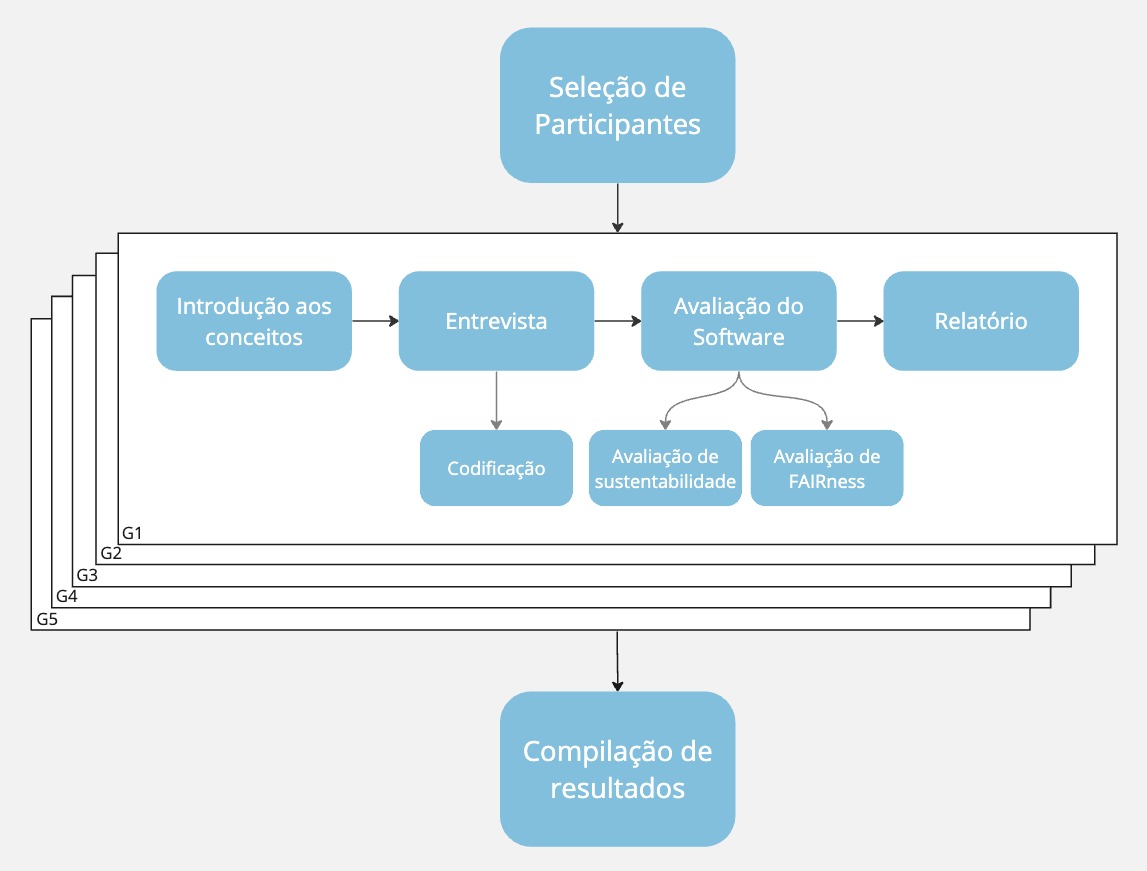 Seleção de
Participantes
Introdução aos
conceitos
Entrevista
Avaliação do
Software
Relatório
Codificação
Avaliação de
sustentabilidade
Avaliação de
FAIRness
G1
G2
G3
G4
G5
Compilação de
resultados